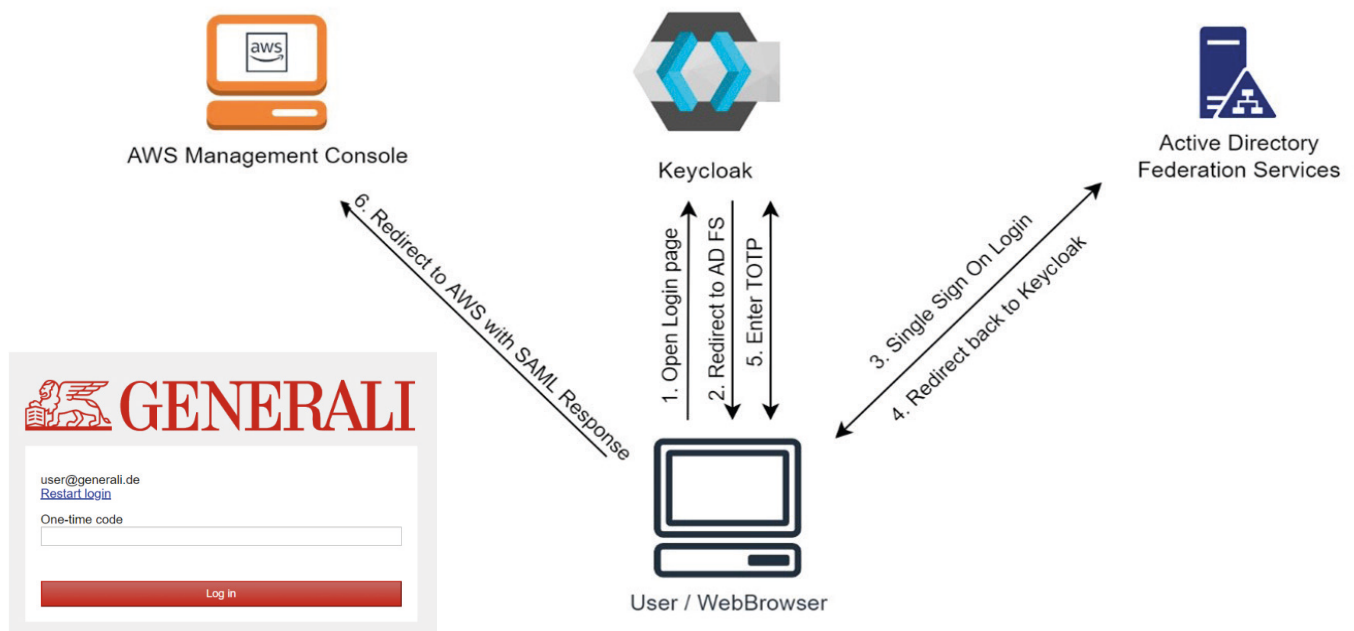 aws
AWS Management Console
Keycloak
Active Directory
Federation Services
6. Redirect to AWS with SAML Response
1. Open Login page
2. Redirect to AD FS
5. Enter TOTP
3. Single Sign On Login
4. Redirect back to Keycloak
GENERALI
user@generali.de
Restart login
One-time code
Log in
User / WebBrowser